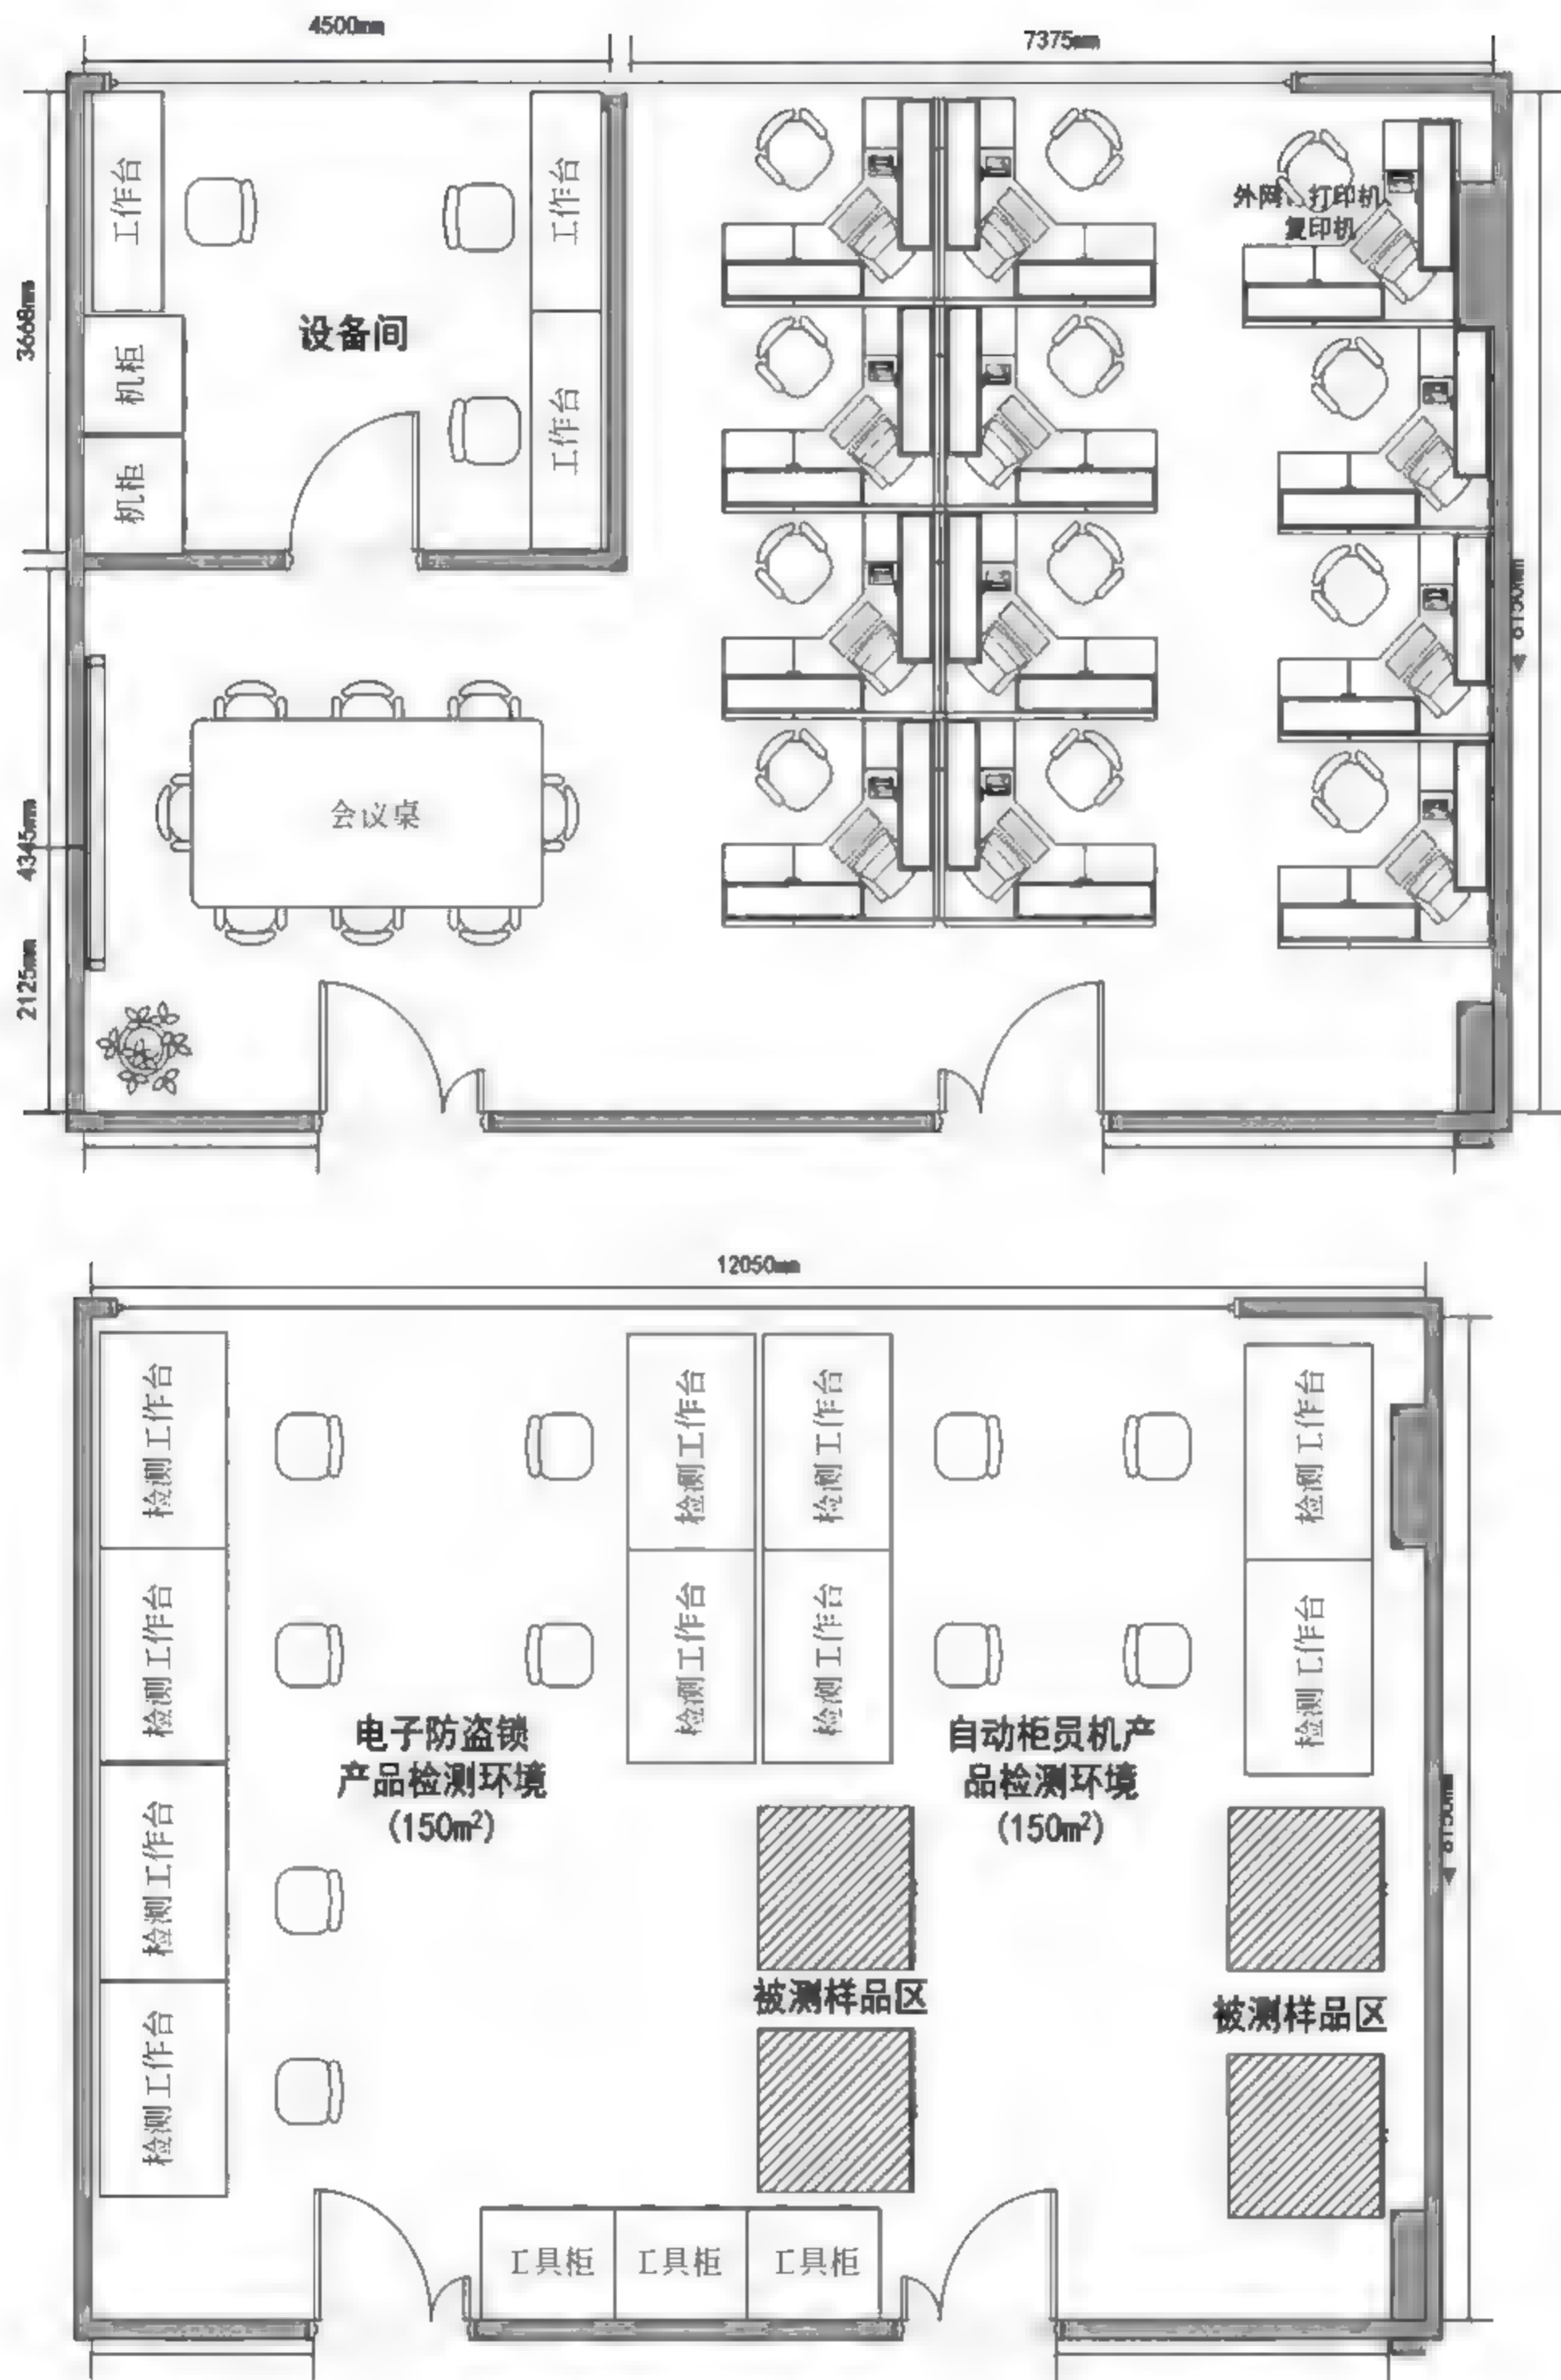 4500mm
7375mm
工作台
工作台
外网、打印机、
复印机
3668mm
设备间
机柜
工作台
机柜
4345mm
会议桌
2125mm
12050mm
检测工作台
检测工作台
检测工作台
检测工作台
检测工作台
检测工作台
检测工作台
检测工作台
电子防盗锁
产品检测环境
(150m²)
自动柜员机产
品检测环境
(150m²)
检测工作台
检测工作台
被测样品区
被测样品区
工具柜
工具柜
工具柜